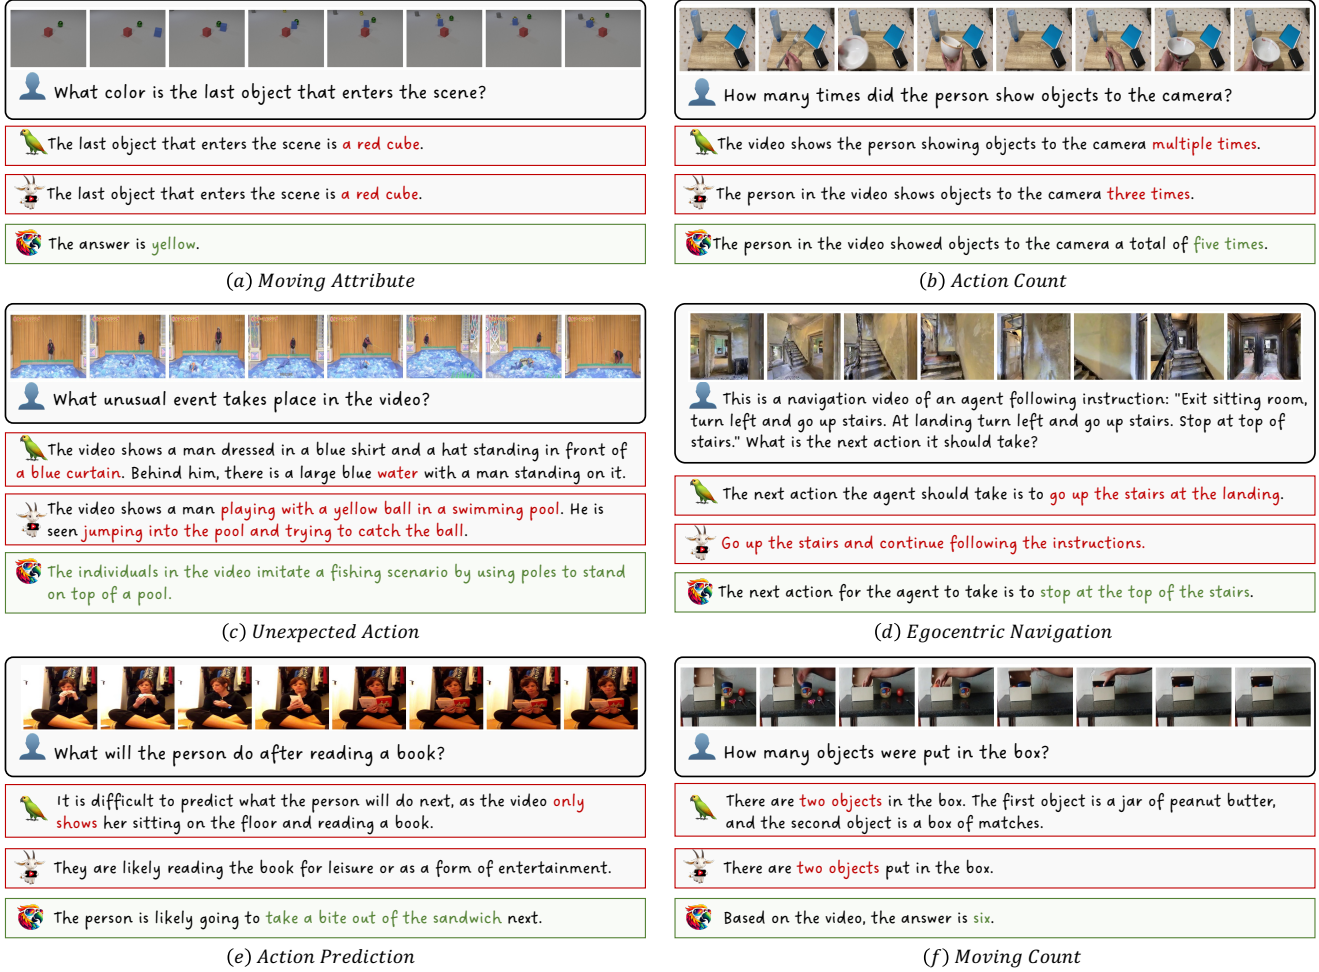 What color is the last object that enters the scene?
The last object that enters the scene is a red cube.
The last object that enters the scene is a red cube.
The answer is yellow.
(a) Moving Attribute
How many times did the person show objects to the camera?
The video shows the person showing objects to the camera multiple times.
The person in the video shows objects to the camera three times.
The person in the video showed objects to the camera a total of five times.
(b) Action Count
What unusual event takes place in the video?
The video shows a man dressed in a blue shirt and a hat standing in front of
a blue curtain. Behind him, there is a large blue water with a man standing on it.
The video shows a man playing with a yellow ball in a swimming pool. He is
seen jumping into the pool and trying to catch the ball.
The individuals in the video imitate a fishing scenario by using poles to stand
on top of a pool.
(c) Unexpected Action
This is a navigation video of an agent following instruction: "Exit sitting room,
turn left and go up stairs. At landing turn left and go up stairs. Stop at top of
stairs." What is the next action it should take?
The next action the agent should take is to go up the stairs at the landing.
Go up the stairs and continue following the instructions.
The next action for the agent to take is to stop at the top of the stairs.
(d) Egocentric Navigation
What will the person do after reading a book?
It is difficult to predict what the person will do next, as the video only
shows her sitting on the floor and reading a book.
They are likely reading the book for leisure or as a form of entertainment.
The person is likely going to take a bite out of the sandwich next.
(e) Action Prediction
How many objects were put in the box?
There are two objects in the box. The first object is a jar of peanut butter,
and the second object is a box of matches.
There are two objects put in the box.
Based on the video, the answer is six.
(f) Moving Count